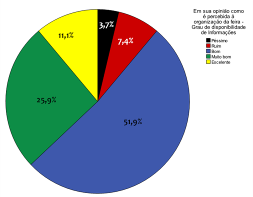 Em sua opinião como
é percebida a
organização da feira -
Grau de disponibilidade
de Informações
Péssimo
Ruim
Bom
Muito bom
Excelente
3,7%
7,4%
11,1%
25,9%
51,9%